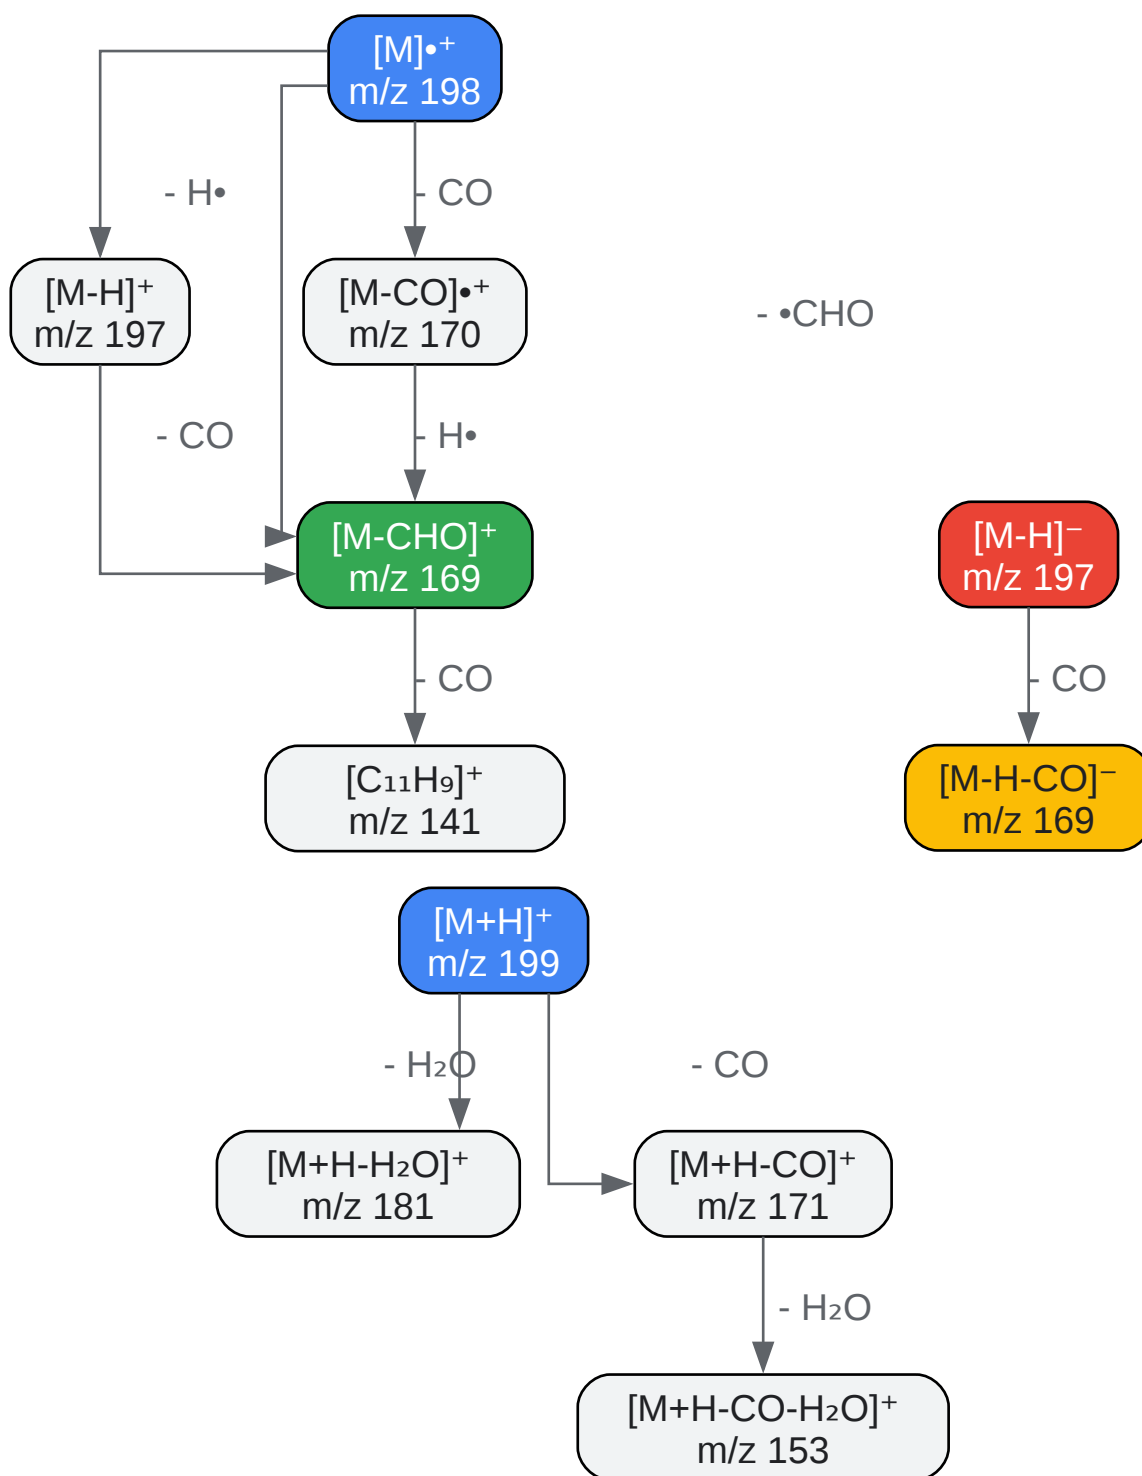 [M]•⁺
m/z 198
- H•
- CO
[M-H]⁺
m/z 197
[M-CO]•⁺
m/z 170
- •CHO
- CO
- H•
[M-CHO]⁺
m/z 169
[M-H]⁻
m/z 197
- CO
- CO
[C₁₁H₉]⁺
m/z 141
[M-H-CO]⁻
m/z 169
[M+H]⁺
m/z 199
- H₂O
- CO
[M+H-H₂O]⁺
m/z 181
[M+H-CO]⁺
m/z 171
- H₂O
[M+H-CO-H₂O]⁺
m/z 153